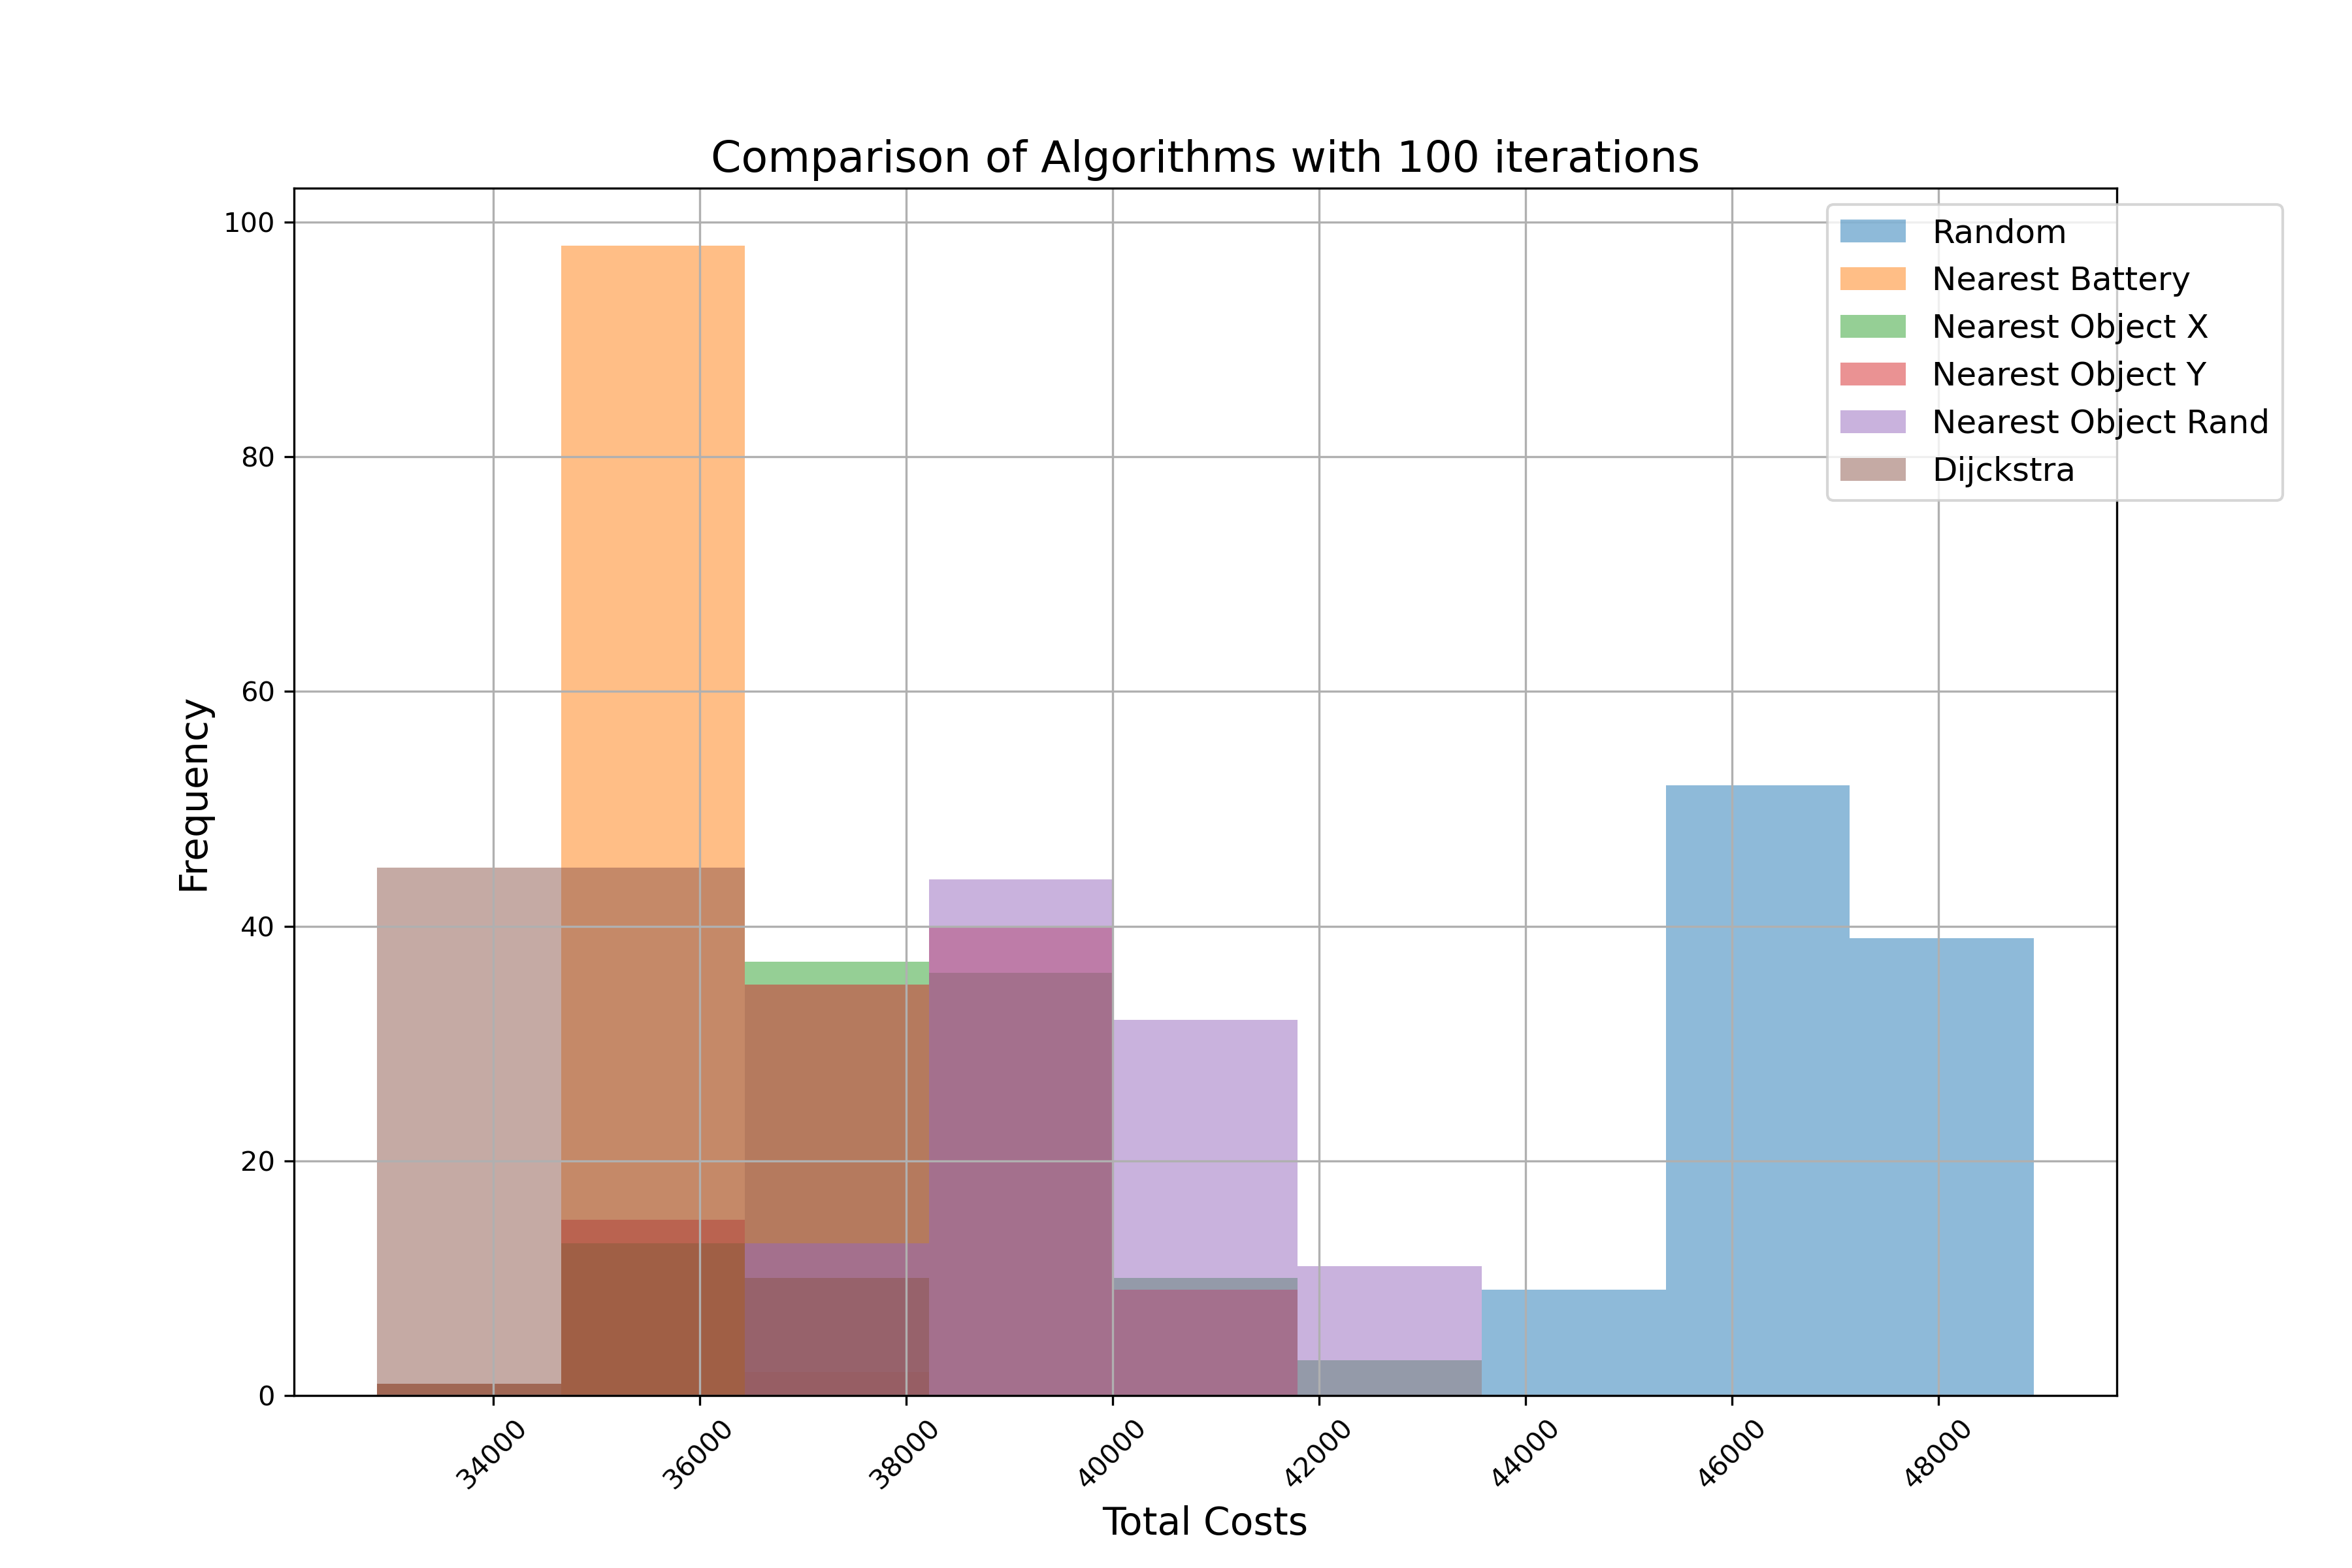 Comparison of Algorithms with 100 iterations
100
80
60
40
20
0
Frequency
Random
Nearest Battery
Nearest Object X
Nearest Object Y
Nearest Object Rand
Dijckstra
34000
36000
38000
40000
42000
44000
46000
48000
Total Costs